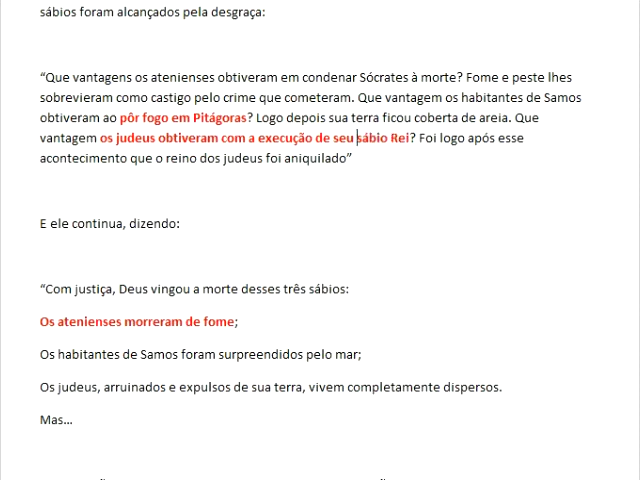 sábios foram alcançados pela desgraça:
“Que vantagens os atenienses obtiveram em condenar Sócrates à morte? Fome e peste lhes
sobrevieram como castigo pelo crime que cometeram. Que vantagem os habitantes de Samos
obtiveram ao pôr fogo em Pitágoras? Logo depois sua terra ficou coberta de areia. Que
vantagem os judeus obtiveram com a execução de seu sábio Rei? Foi logo após esse
acontecimento que o reino dos judeus foi aniquilado”
E ele continua, dizendo:
“Com justiça, Deus vingou a morte desses três sábios:
Os atenienses morreram de fome;
Os habitantes de Samos foram surpreendidos pelo mar;
Os judeus, arruinados e expulsos de sua terra, vivem completamente dispersos.
Mas...